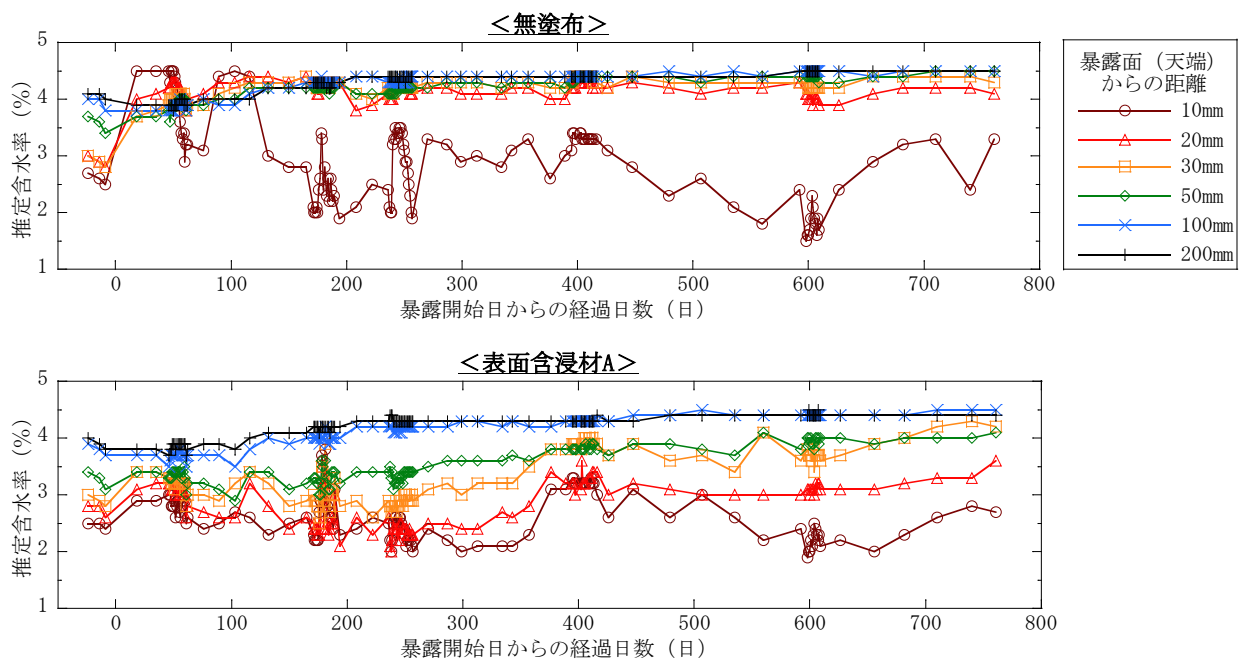 ＜無塗布＞
推定含水率（%）
5
4
3
2
1
0 100 200 300 400 500 600 700 800
暴露開始日からの経過日数（日）
暴露面（天端）
からの距離
10mm
20mm
30mm
50mm
100mm
200mm
＜表面含浸材A＞
推定含水率（%）
5
4
3
2
1
0 100 200 300 400 500 600 700 800
暴露開始日からの経過日数（日）